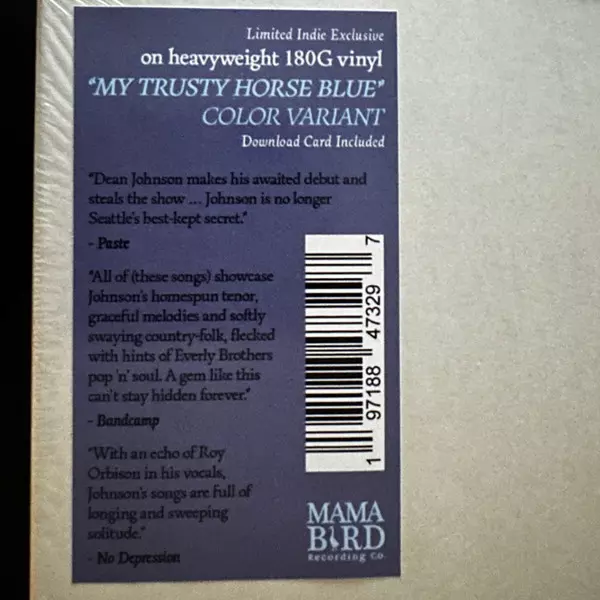 Limited Indie Exclusive
on heavyweight 180G vinyl
"MY TRUSTY HORSE BLUE"
COLOR VARIANT
Download Card Included
"Dean Johnson makes his awaited debut and
steals the show ... Johnson is no longer
Seattle's best-kept secret."
- Paste
"All of (these songs) showcase
Johnson's homespun tenor,
graceful melodies and softly
swaying country-folk, flecked
with hints of Everly Brothers
pop 'n' soul. A gem like this
can't stay hidden forever."
- Bandcamp
"With an echo of Roy
Orbison in his vocals,
Johnson's songs are full of
longing and sweeping
solitude."
- No Depression
1 97188 47329 7
MAMA
BIRD
Recording Co.